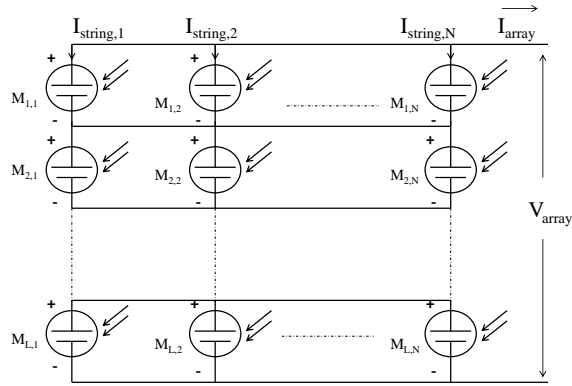 I_string,1 I_string,2 I_string,N I_array
+ + +
M_1,1 M_1,2 M_1,N
- - -
+ + +
M_2,1 M_2,2 M_2,N
- - -
V_array
+ + +
M_L,1 M_L,2 M_L,N
- - -